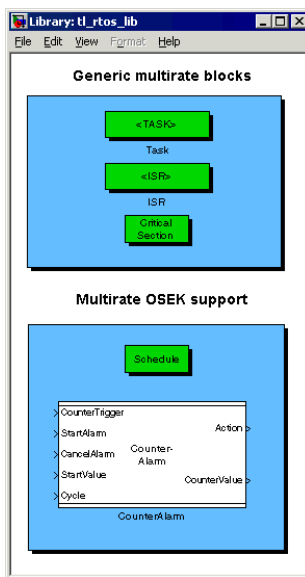 Library: tl_rtos_lib
File Edit View Format Help
Generic multirate blocks
<TASK>
Task
<ISR>
ISR
Critical
Section
Multirate OSEK support
Schedule
CounterTrigger
StartAlarm
CancelAlarm
StartValue
Cycle
Counter-
Alarm
Action
CounterValue
CounterAlarm